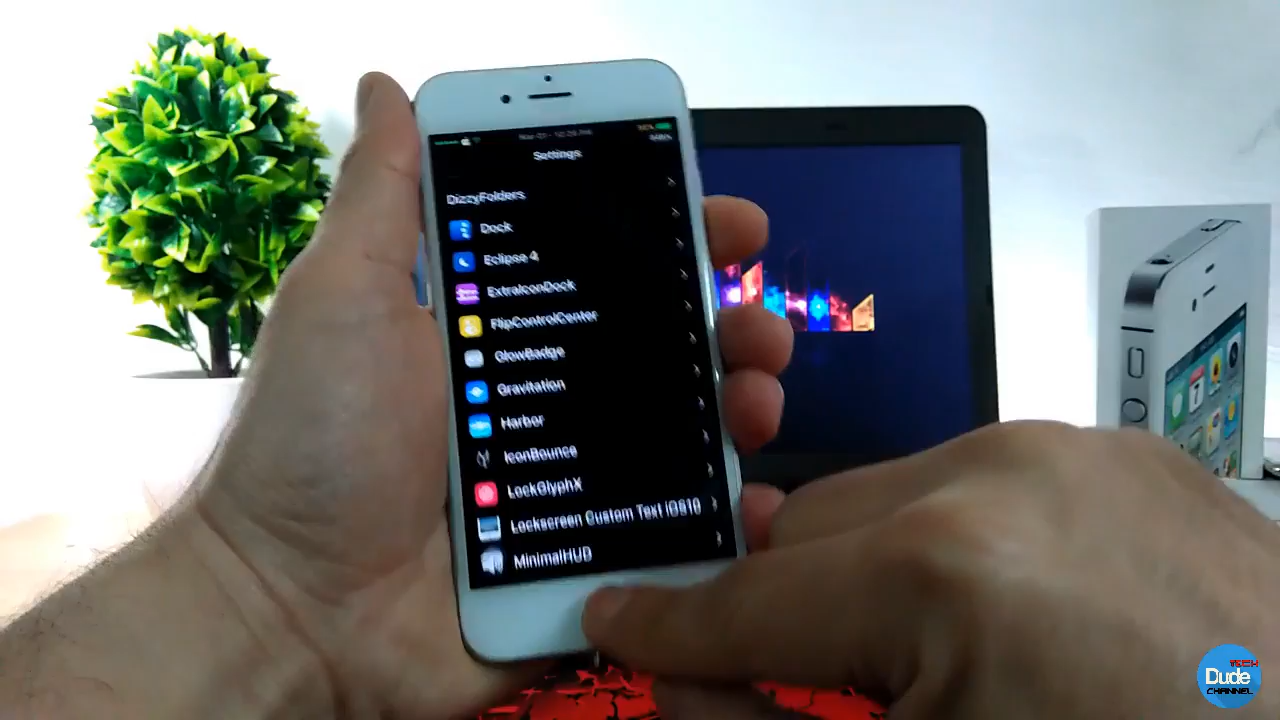 Settings
DizzyFolders
Dock
Eclipse 4
ExtraIconDock
FlipControlCenter
GlowBadge
Gravitation
Harbor
IconBounce
LockGlyphX
Lockscreen Custom Text iOS10
MinimalHUD
TECH
Dude
CHANNEL